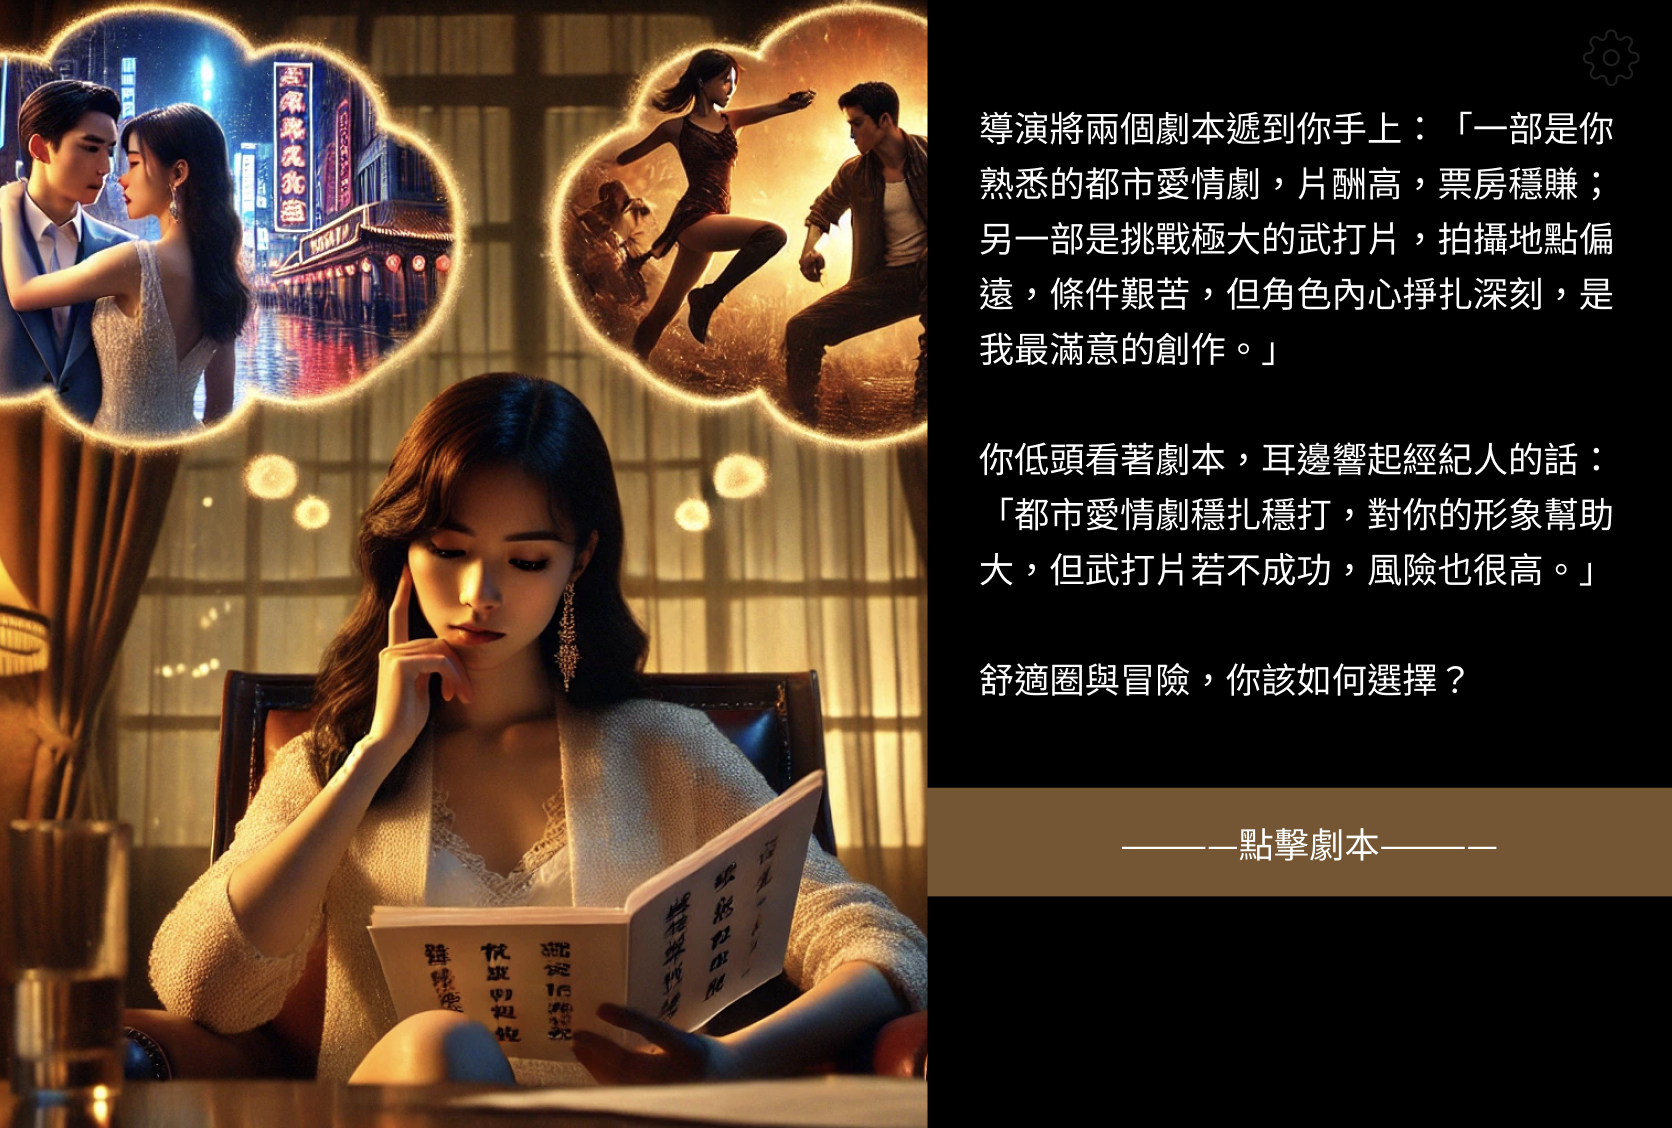 導演將兩個劇本遞到你手上：「一部是你
熟悉的都市愛情劇，片酬高，票房穩賺；
另一部是挑戰極大的武打片，拍攝地點偏
遠，條件艱苦，但角色內心掙扎深刻，是
我最滿意的創作。」
你低頭看著劇本，耳邊響起經紀人的話：
「都市愛情劇穩扎穩打，對你的形象幫助
大，但武打片若不成功，風險也很高。」
舒適圈與冒險，你該如何選擇？
————點擊劇本————